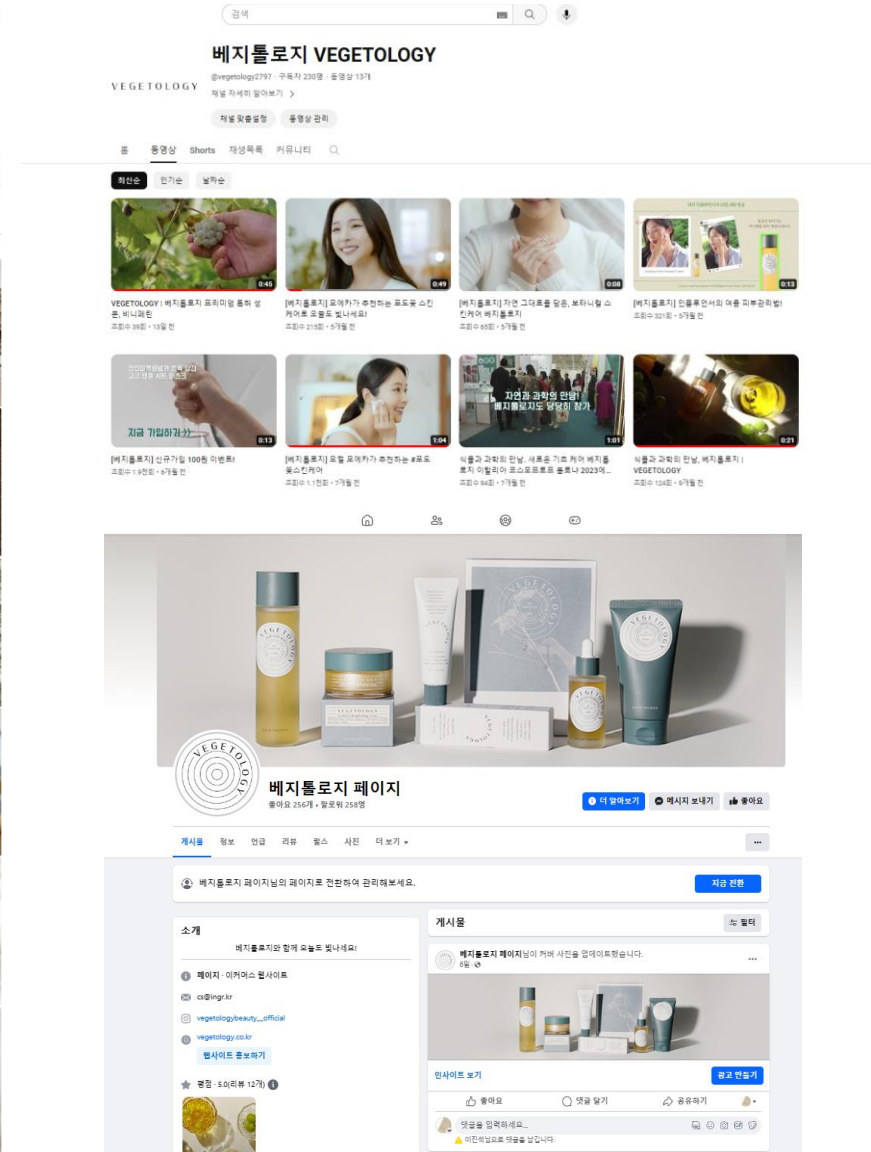 검색
베지톨로지 VEGETOLOGY
VEGETOLOGY
@vegetology2797 · 구독자 230명 · 동영상 13개
채널 자세히 알아보기 >
채널 맞춤설정 동영상 관리
홈 동영상 Shorts 재생목록 커뮤니티
최신순 인기순 날짜순
0:45
0:49
0:08
0:13
VEGETOLOGY | 베지톨로지 프리미엄 특허 성분, 비니페린
조회수 39회 • 13일 전
[베지톨로지] 모에카가 추천하는 포도꽃 스킨케어로 오늘도 빛나세요!
조회수 215회 • 5개월 전
[베지톨로지] 자연 그대로를 담은, 보타니컬 스킨케어 베지톨로지
조회수 65회 • 5개월 전
[베지톨로지] 인플루언서의 여름 피부관리법!
조회수 321회 • 5개월 전
지금 가입하기 >>
0:13
1:04
자연과 과학의 만남!
베지톨로지도 당당히 참가
1:01
0:21
[베지톨로지] 신규가입 100원 이벤트!
조회수 1.9천회 • 6개월 전
[베지톨로지] 요절 모에카가 추천하는 #포도꽃스킨케어
조회수 1.1천회 • 7개월 전
식물과 과학의 만남, 새로운 기초 케어 베지톨로지 이탈리아 코스모프로프 볼로냐 2023에...
조회수 94회 • 7개월 전
식물과 과학의 만남, 베지톨로지 | VEGETOLOGY
조회수 124회 • 9개월 전
VEGETOLOGY
VEGETOLOGY
VEGETOLOGY
VEGETOLOGY
베지톨로지 페이지
좋아요 256개 • 팔로워 258명
더 알아보기 메시지 보내기 좋아요
게시물 정보 언급 리뷰 릴스 사진 더 보기
베지톨로지 페이지님의 페이지로 전환하여 관리해보세요.
지금 전환
소개
베지톨로지와 함께 오늘도 빛나세요!
페이지 · 이커머스 웹사이트
cs@ingr.kr
vegetologybeauty__official
vegetology.co.kr
웹사이트 홍보하기
평점 · 5.0(리뷰 12개)
게시물
필터
베지톨로지 페이지님이 커버 사진을 업데이트했습니다.
6일
인사이트 보기
광고 만들기
좋아요 댓글 달기 공유하기
댓글을 입력하세요...
이진석님으로 댓글을 남깁니다.